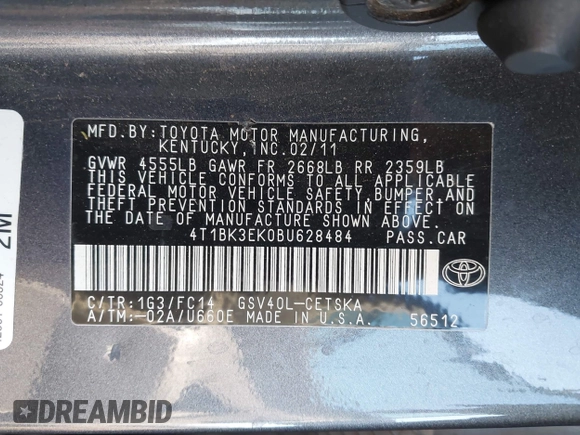 MFD.BY:TOYOTA MOTOR MANUFACTURING,
KENTUCKY, INC. 02/11
GVWR 4555LB GAWR FR 2668LB RR 2359LB
THIS VEHICLE CONFORMS TO ALL APPLICABLE
FEDERAL MOTOR VEHICLE SAFETY,BUMPER,AND
THEFT PREVENTION STANDARDS IN EFFECT ON
THE DATE OF MANUFACTURE SHOWN ABOVE.
4T1BK3EK0BU628484 PASS.CAR
C/TR:1G3/FC14 GSV40L-CETSKA
A/TM:-02A/U660E MADE IN U.S.A. 56512
TOYOTA
2M
DREAMBID